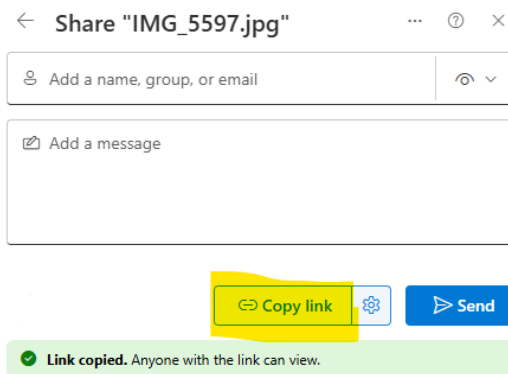 Share "IMG_5597.jpg"
Add a name, group, or email
Add a message
Copy link
Send
Link copied. Anyone with the link can view.